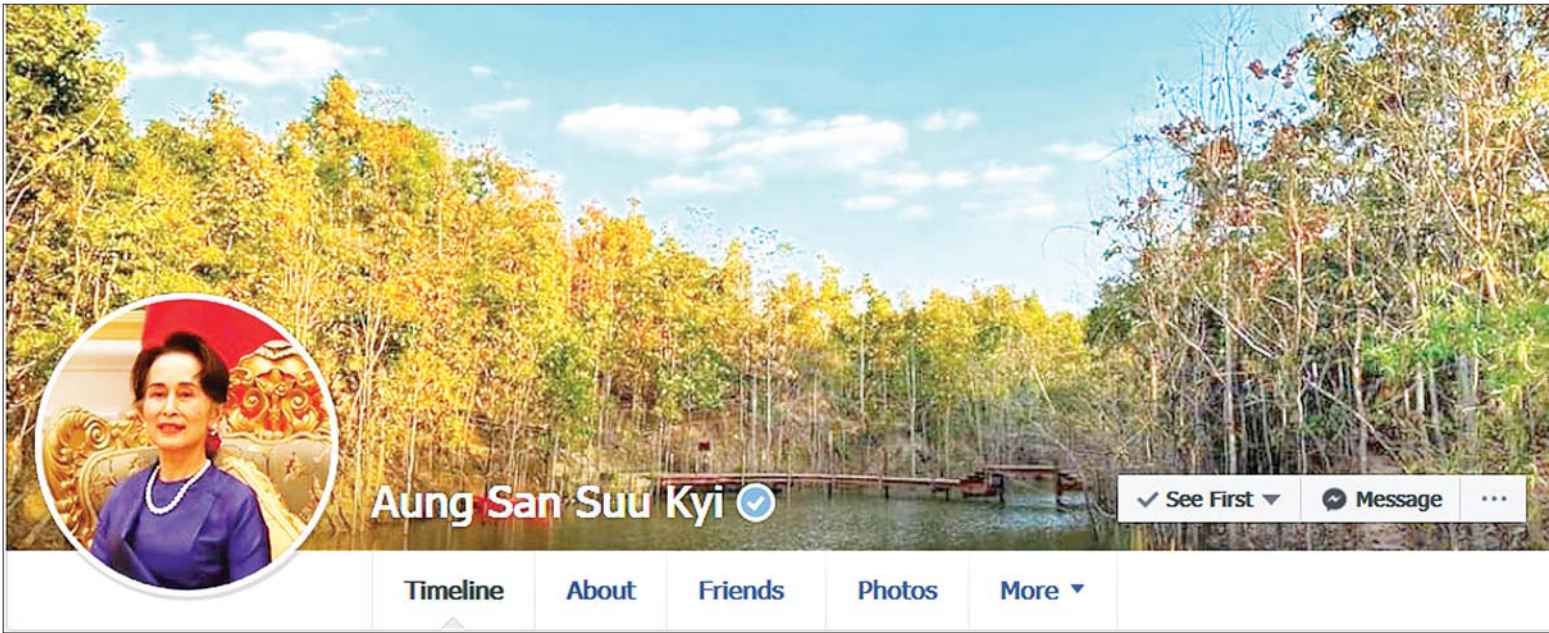 Aung San Suu Kyi
See First
Message
Timeline
About
Friends
Photos
More